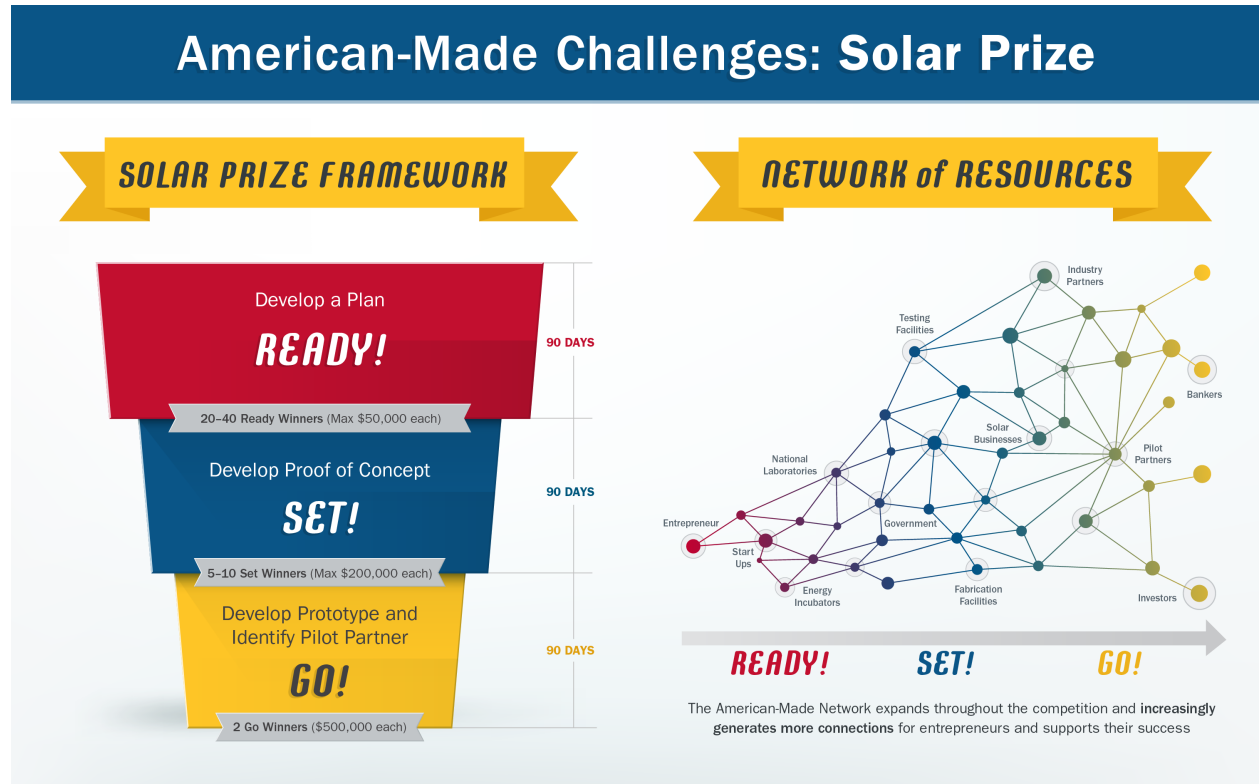 American-Made Challenges: Solar Prize
SOLAR PRIZE FRAMEWORK
Develop a Plan
READY!
90 DAYS
20–40 Ready Winners (Max $50,000 each)
Develop Proof of Concept
SET!
90 DAYS
5–10 Set Winners (Max $200,000 each)
Develop Prototype and
Identify Pilot Partner
GO!
90 DAYS
2 Go Winners ($500,000 each)
NETWORK of RESOURCES
Industry
Partners
Testing
Facilities
Bankers
Solar
Businesses
Pilot
Partners
National
Laboratories
Entrepreneur
Government
Start
Ups
Energy
Incubators
Fabrication
Facilities
Investors
READY!
SET!
GO!
The American-Made Network expands throughout the competition and increasingly
generates more connections for entrepreneurs and supports their success